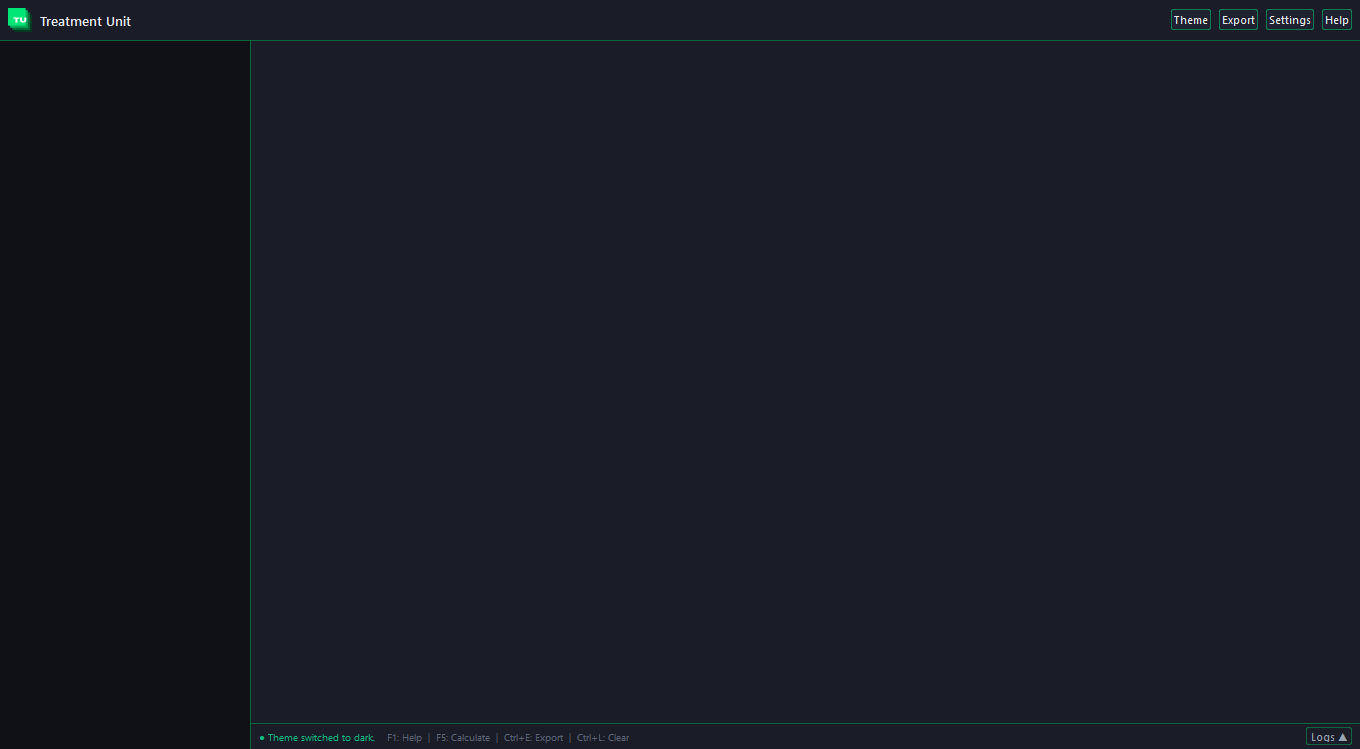 TU Treatment Unit Theme Export Settings Help
● Theme switched to dark. F1: Help | F5: Calculate | Ctrl+E: Export | Ctrl+L: Clear Logs ▲